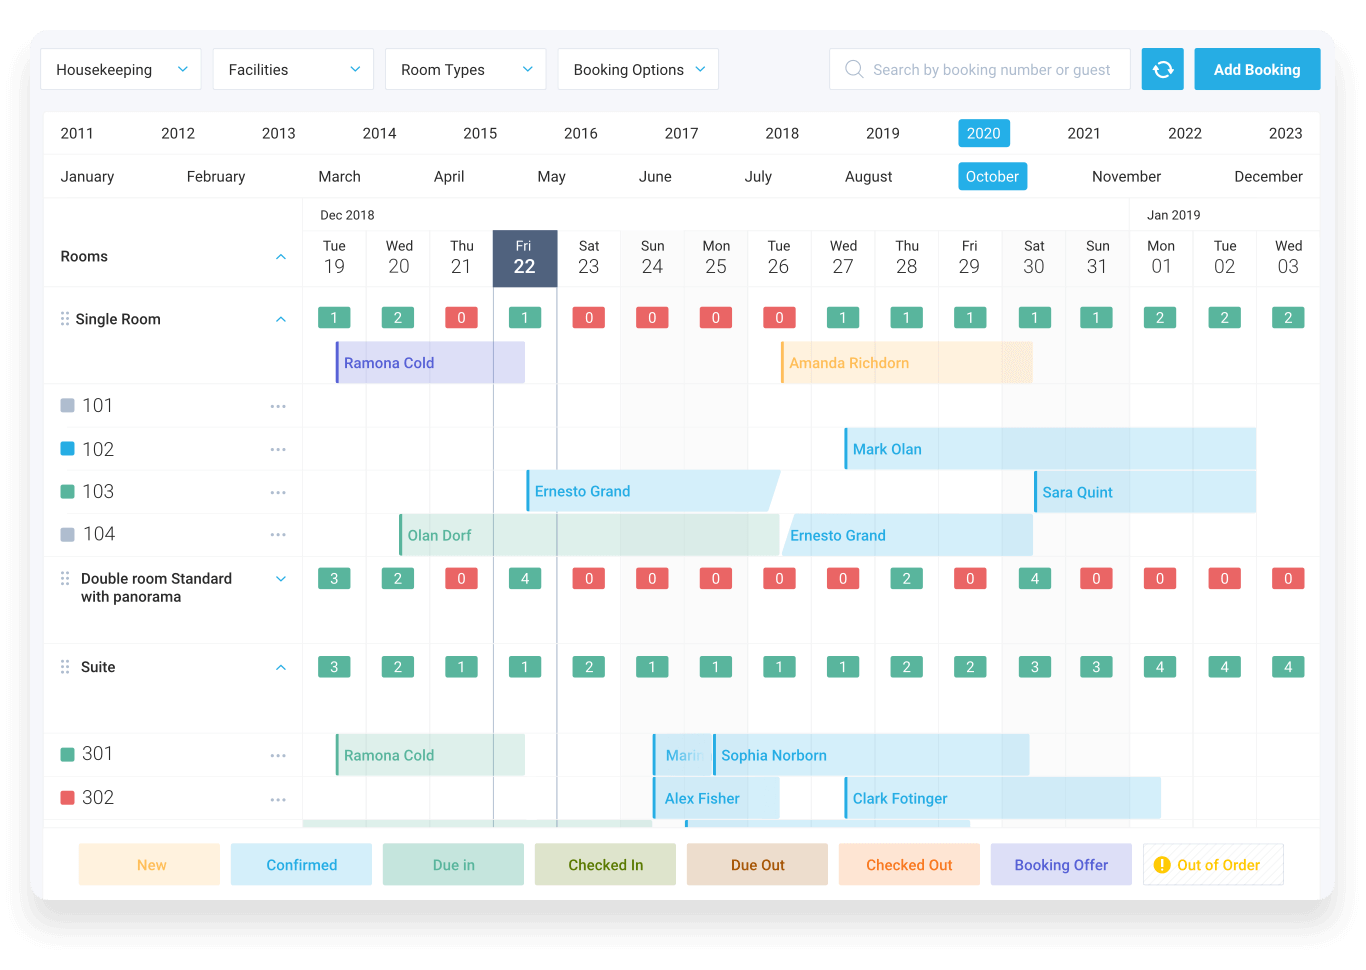 Housekeeping Facilities Room Types Booking Options Search by booking number or guest Add Booking
2011 2012 2013 2014 2015 2016 2017 2018 2019 2020 2021 2022 2023
January February March April May June July August October November December
Dec 2018 Jan 2019
Rooms
Tue Wed Thu Fri Sat Sun Mon Tue Wed Thu Fri Sat Sun Mon Tue Wed
19 20 21 22 23 24 25 26 27 28 29 30 31 01 02 03
Single Room 1 2 0 1 0 0 0 0 1 1 1 1 1 2 2 2
Ramona Cold Amanda Richdorn
101
102 Mark Olan
103 Ernesto Grand Sara Quint
104 Olan Dorf Ernesto Grand
Double room Standard 3 2 0 4 0 0 0 0 0 2 0 4 0 0 0 0
with panorama
Suite 3 2 1 1 2 1 1 1 1 2 2 3 3 4 4 4
301 Ramona Cold Marin Sophia Norborn
302 Alex Fisher Clark Fotinger
New Confirmed Due in Checked In Due Out Checked Out Booking Offer Out of Order